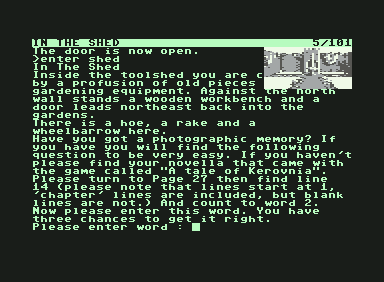 IN THE SHED 5/101
The door is now open.
>enter shed
In The Shed
Inside the toolshed you are c
by a profusion of old pieces
gardening equipment. Against the north
wall stands a wooden workbench and a
door leads northeast back into the
gardens.
There is a hoe, a rake and a
wheelbarrow here.
Have you got a photographic memory? If
you have you will find the following
question to be very easy. If you haven't
please find your novella that came with
the game called "A tale of Kerovnia".
Please turn to Page 27 then find line
14 (please note that lines start at 1,
'chapter' lines are included, but blank
lines are not.) And count to word 2.
Now please enter this word. You have
three chances to get it right.
Please enter word :